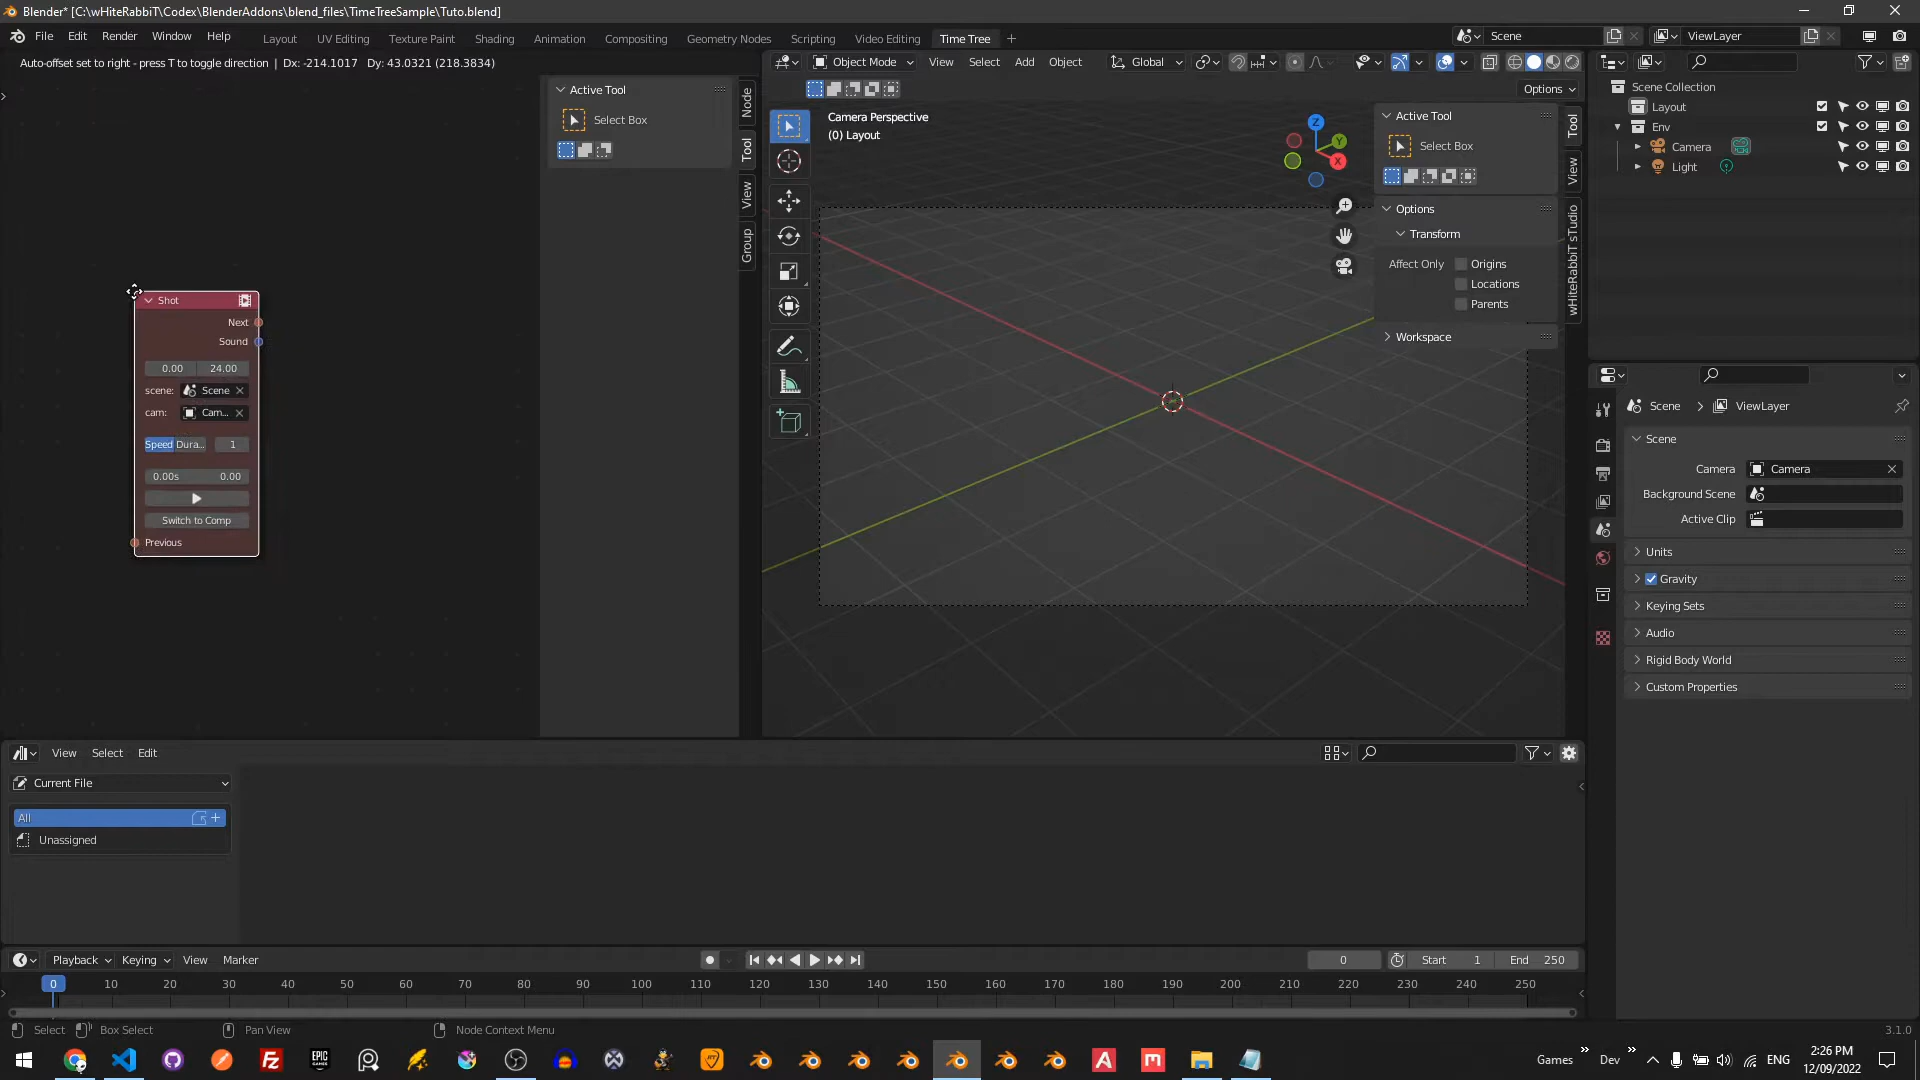 Blender* [C:\wHiteRabbiT\Codex\BlenderAddons\blend_files\TimeTreeSample\Tuto.blend]
File Edit Render Window Help Layout UV Editing Texture Paint Shading Animation Compositing Geometry Nodes Scripting Video Editing Time Tree Scene ViewLayer
Auto-offset set to right - press T to toggle direction | Dx: -214.1017 Dy: 43.0321 (218.3834)
Active Tool
Select Box
Node
Tool
View
Group
Shot
Next
Sound
0.00 24.00
scene: Scene
cam: Cam...
Speed Dura... 1
0.00s 0.00
Switch to Comp
Previous
Object Mode View Select Add Object Global
Options
Camera Perspective
(0) Layout
Z
Y
X
Active Tool
Select Box
Options
Transform
Affect Only Origins
Locations
Parents
Workspace
Tool
View
wHiteRabbiT sTudio
Scene Collection
Layout
Env
Camera
Light
Scene ViewLayer
Scene
Camera Camera
Background Scene
Active Clip
Units
Gravity
Keying Sets
Audio
Rigid Body World
Custom Properties
View Select Edit
Current File
All
Unassigned
Playback Keying View Marker 0 Start 1 End 250
0 10 20 30 40 50 60 70 80 90 100 110 120 130 140 150 160 170 180 190 200 210 220 230 240 250
Select Box Select Pan View Node Context Menu 3.1.0
Games Dev ENG 2:26 PM
12/09/2022